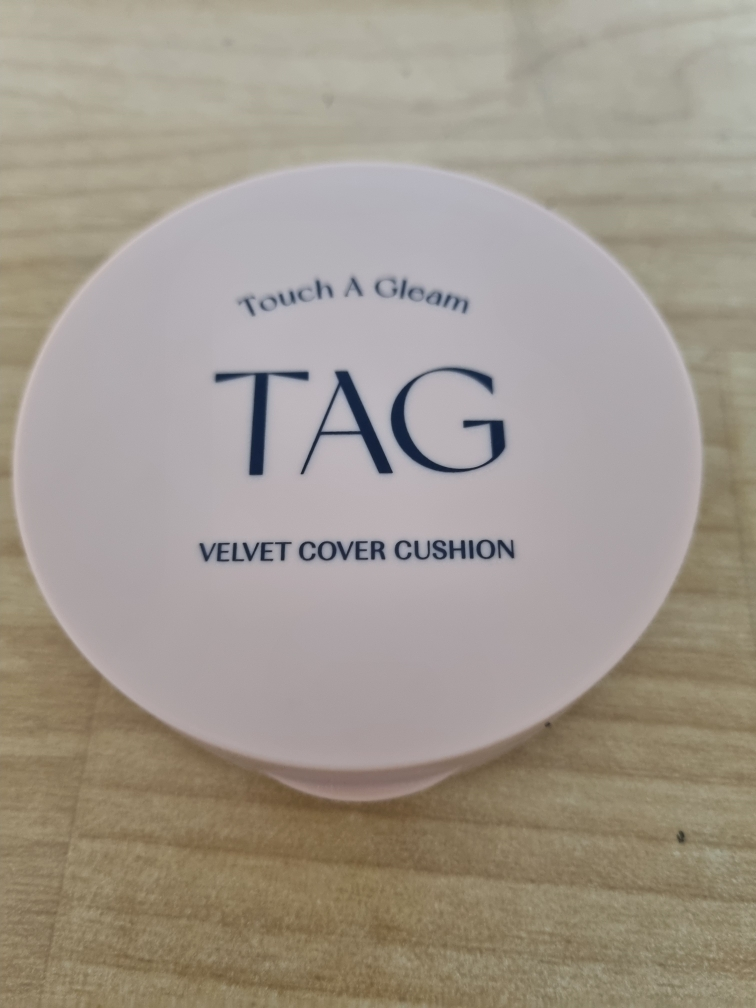 Touch A Gleam
TAG
VELVET COVER CUSHION